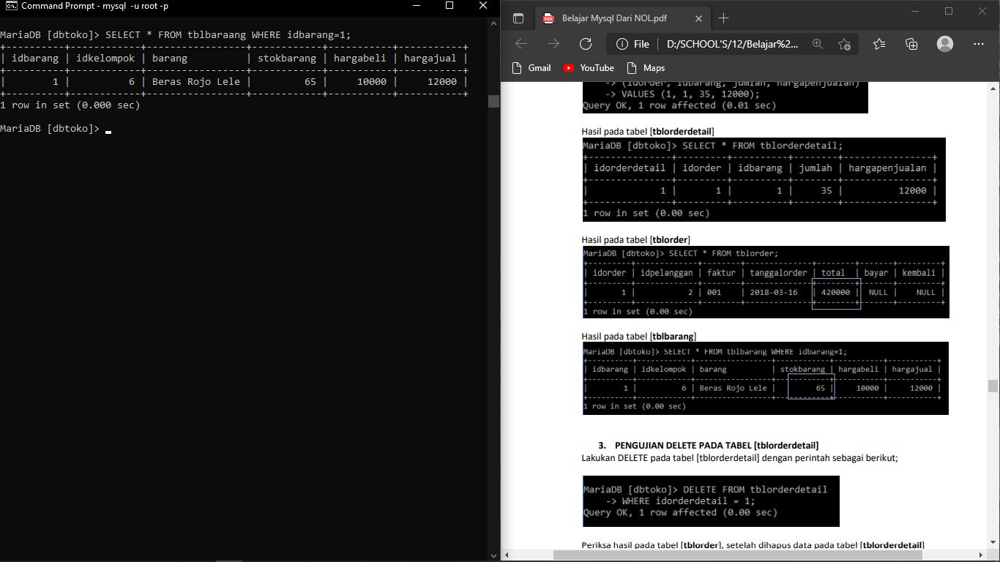 Command Prompt - mysql -u root -p
MariaDB [dbtoko]> SELECT * FROM tblbaraang WHERE idbarang=1;
+----------+------------+------------------+------------+-----------+-----------+
| idbarang | idkelompok | barang | stokbarang | hargabeli | hargajual |
+----------+------------+------------------+------------+-----------+-----------+
| 1 | 6 | Beras Rojo Lele | 65 | 10000 | 12000 |
+----------+------------+------------------+------------+-----------+-----------+
1 row in set (0.000 sec)
MariaDB [dbtoko]>
Belajar Mysql Dari NOL.pdf
File
D:/SCHOOL'S/12/Belajar%2...
Gmail
YouTube
Maps
-> (idorder, idbarang, jumlah, hargapenjualan)
-> VALUES (1, 1, 35, 12000);
Query OK, 1 row affected (0.01 sec)
Hasil pada tabel [tblorderdetail]
MariaDB [dbtoko]> SELECT * FROM tblorderdetail;
+---------------+---------+----------+--------+----------------+
| idorderdetail | idorder | idbarang | jumlah | hargapenjualan |
+---------------+---------+----------+--------+----------------+
| 1 | 1 | 1 | 35 | 12000 |
+---------------+---------+----------+--------+----------------+
1 row in set (0.00 sec)
Hasil pada tabel [tblorder]
MariaDB [dbtoko]> SELECT * FROM tblorder;
+---------+-------------+--------+--------------+--------+-------+---------+
| idorder | idpelanggan | faktur | tanggalorder | total | bayar | kembali |
+---------+-------------+--------+--------------+--------+-------+---------+
| 1 | 2 | 001 | 2018-03-16 | 420000 | NULL | NULL |
+---------+-------------+--------+--------------+--------+-------+---------+
1 row in set (0.00 sec)
Hasil pada tabel [tblbarang]
MariaDB [dbtoko]> SELECT * FROM tblbarang WHERE idbarang=1;
+----------+------------+------------------+------------+-----------+-----------+
| idbarang | idkelompok | barang | stokbarang | hargabeli | hargajual |
+----------+------------+------------------+------------+-----------+-----------+
| 1 | 6 | Beras Rojo Lele | 65 | 10000 | 12000 |
+----------+------------+------------------+------------+-----------+-----------+
1 row in set (0.00 sec)
3. PENGUJIAN DELETE PADA TABEL [tblorderdetail]
Lakukan DELETE pada tabel [tblorderdetail] dengan perintah sebagai berikut;
MariaDB [dbtoko]> DELETE FROM tblorderdetail
-> WHERE idorderdetail = 1;
Query OK, 1 row affected (0.00 sec)
Periksa hasil pada tabel [tblorder], setelah dihapus data pada tabel [tblorderdetail]